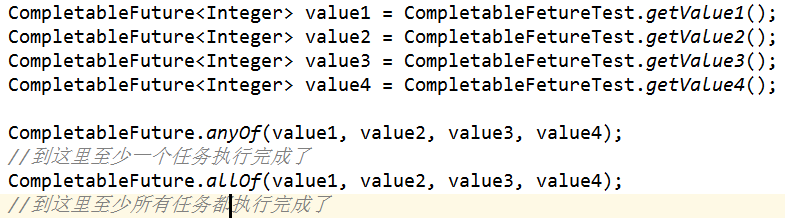 CompletableFuture<Integer> value1 = CompletableFetureTest.getValue1();
CompletableFuture<Integer> value2 = CompletableFetureTest.getValue2();
CompletableFuture<Integer> value3 = CompletableFetureTest.getValue3();
CompletableFuture<Integer> value4 = CompletableFetureTest.getValue4();
CompletableFuture.anyOf(value1, value2, value3, value4);
//到这里至少一个任务执行完成了
CompletableFuture.allOf(value1, value2, value3, value4);
//到这里至少所有任务都执行完成了